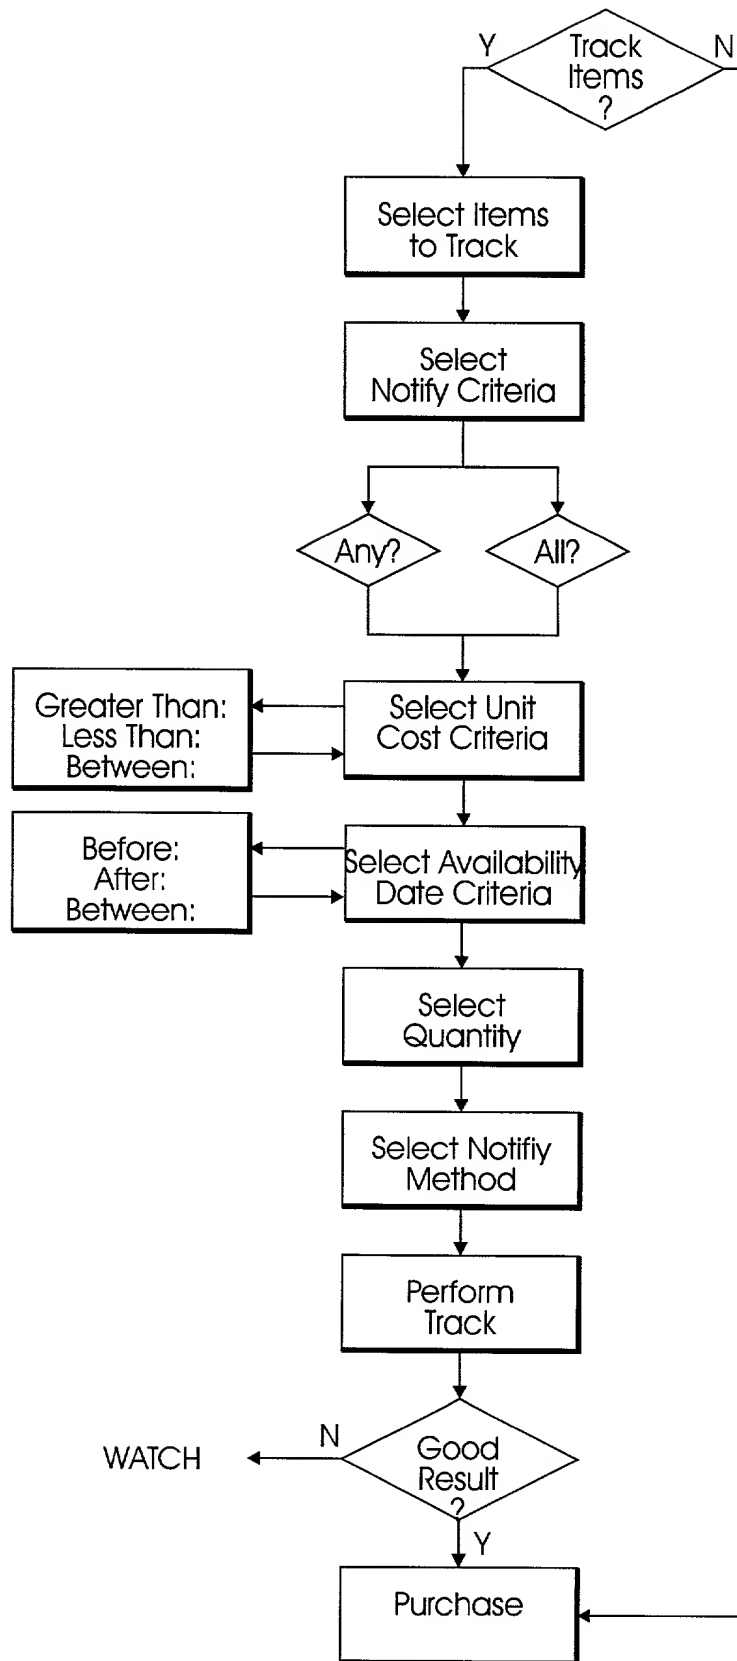 Y
Track
Items
?
N
Select Items
to Track
Select
Notify Criteria
Any?
All?
Greater Than:
Less Than:
Between:
Select Unit
Cost Criteria
Before:
After:
Between:
Select Availability
Date Criteria
Select
Quantity
Select Notifiy
Method
Perform
Track
WATCH
N
Good
Result
?
Y
Purchase